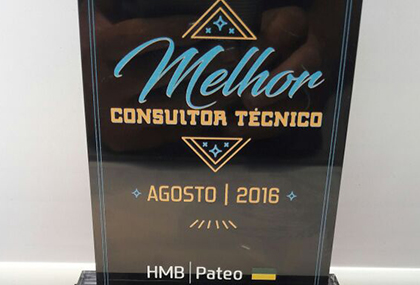 Melhor
CONSULTOR TÉCNICO
AGOSTO | 2016
HMB | Pateo